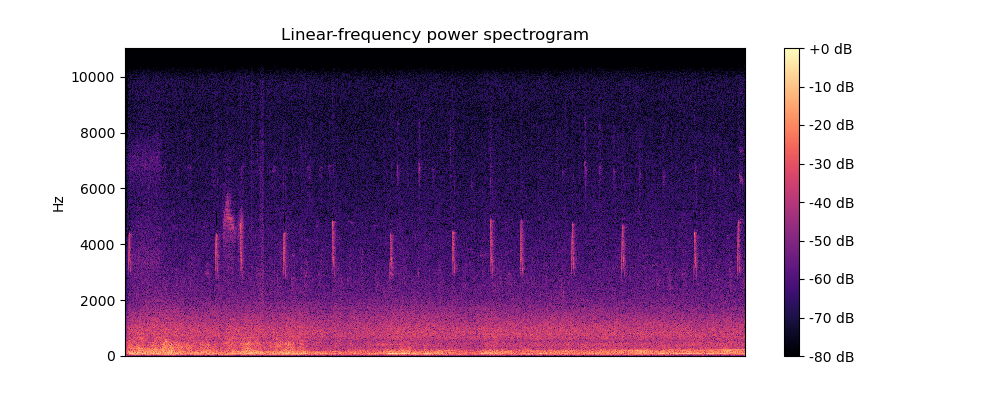 Linear-frequency power spectrogram
10000
8000
6000
4000
2000
0
Hz
+0 dB
-10 dB
-20 dB
-30 dB
-40 dB
-50 dB
-60 dB
-70 dB
-80 dB